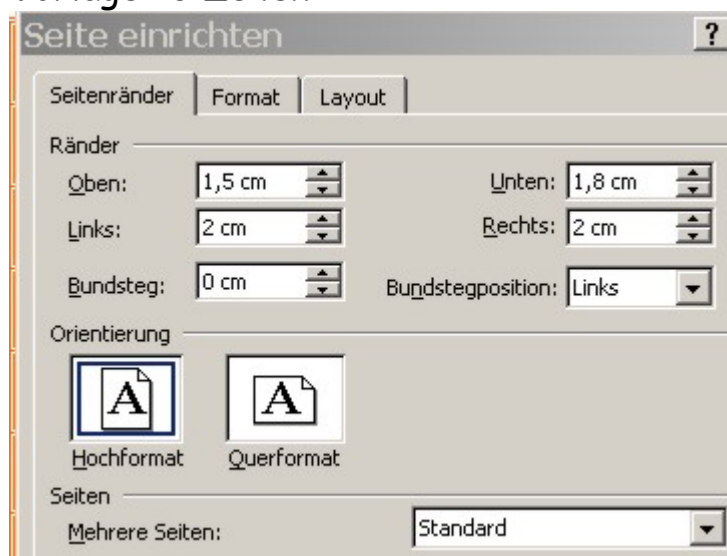 Seite einrichten ?
Seitenränder Format Layout
Ränder
Oben: 1,5 cm Unten: 1,8 cm
Links: 2 cm Rechts: 2 cm
Bundsteg: 0 cm Bundstegposition: Links
Orientierung
A A
Hochformat Querformat
Seiten
Mehrere Seiten: Standard